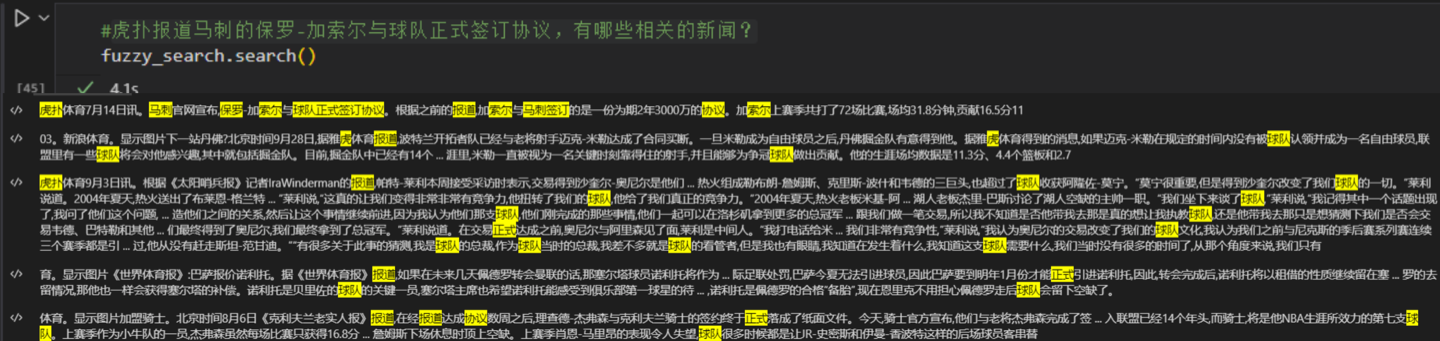 #虎扑报道马刺的保罗-加索尔与球队正式签订协议，有哪些相关的新闻？
fuzzy_search.search()
[45] 4.1s
虎扑体育7月14日讯。马刺官网宣布,保罗-加索尔与球队正式签订协议。根据之前的报道,加索尔与马刺签订的是一份为期2年3000万的协议。加索尔上赛季共打了72场比赛,场均31.8分钟,贡献16.5分11
03。新浪体育。显示图片下一站丹佛?北京时间9月28日,据雅虎体育报道,波特兰开拓者队已经与老将射手迈克-米勒达成了合同买断。一旦米勒成为自由球员之后,丹佛掘金队有意得到他。据雅虎体育得到的消息,如果迈克-米勒在规定的时间内没有被球队认领并成为一名自由球员,联
盟里有一些球队将会对他感兴趣,其中就包括掘金队。目前,掘金队中已经有14个 ... 涯里,米勒一直被视为一名关键时刻靠得住的射手,并且能够为争冠球队做出贡献。他的生涯场均数据是11.3分、4.4个篮板和2.7
虎扑体育9月3日讯。根据《太阳哨兵报》记者IraWinderman的报道,帕特-莱利本周接受采访时表示,交易得到沙奎尔-奥尼尔是他们 ... 热火组成勒布朗-詹姆斯、克里斯-波什和韦德的三巨头,也超过了球队收获阿隆佐-莫宁。“莫宁很重要,但是得到沙奎尔改变了我们球队的一切。”莱利
说道。2004年夏天,热火送出了布莱恩-格兰特 ... ”莱利说,“这真的让我们变得非常非常有竞争力,他扭转了我们的球队,他给了我们真正的竞争力。”2004年夏天,热火老板米基-阿 ... 湖人老板杰里-巴斯讨论了湖人空缺的主帅一职。“我们坐下来谈了球队,”莱利说,“我记得其中一个话题出现
了,我问了他们这个问题, ... 造他们之间的关系,然后让这个事情继续前进,因为我认为他们那支球队,他们刚完成的那些事情,他们一起可以在洛杉矶拿到更多的总冠军 ... 跟我们做一笔交易,所以我不知道是否他带我去那是真的想让我执教球队,还是他带我去那只是想猜测下我们是否会交
易韦德、巴特勒和其他 ... 们最终得到了奥尼尔,我们最终拿到了总冠军。”莱利说道。在交易正式达成之前,奥尼尔与阿里森见了面,莱利是中间人。“我打电话给米 ... 我们非常有竞争性,”莱利说,“我认为奥尼尔的交易改变了我们的球队文化,我认为我们之前与尼克斯的季后赛系列赛连续
三个赛季都是引 ... 过,他从没有赶走斯坦-范甘迪。“”有很多关于此事的猜测,我是球队的总裁,作为球队当时的总裁,我差不多就是球队的看管者,但是我也有眼睛,我知道在发生着什么,我知道这支球队需要什么,我们当时没有很多的时间了,从那个角度来说,我们只有
育。显示图片《世界体育报》:巴萨报价诺利托。据《世界体育报》报道,如果在未来几天佩德罗转会曼联的话,那塞尔塔球员诺利托将作为 ... 际足联处罚,巴萨今夏无法引进球员,因此巴萨要到明年1月份才能正式引进诺利托,因此,转会完成后,诺利托将以租借的性质继续留在塞 ... 罗的去
留情况,那他也一样会获得塞尔塔的补偿。诺利托是贝里佐的球队的关键一员,塞尔塔主席也希望诺利托能感受到俱乐部第一球星的待 ... ,诺利托是佩德罗的合格“备胎”,现在恩里克不用担心佩德罗走后球队会留下空缺了。
体育。显示图片加盟骑士。北京时间8月6日《克利夫兰老实人报》报道,在经报道达成协议数周之后,理查德-杰弗森与克利夫兰骑士的签约终于正式落成了纸面文件。今天,骑士官方宣布,他们与老将杰弗森完成了签 ... 入联盟已经14个年头,而骑士,将是他NBA生涯所效力的第七支球
队。上赛季作为小牛队的一员,杰弗森虽然每场比赛只获得16.8分 ... 詹姆斯下场休息时顶上空缺。上赛季肖恩-马里昂的表现令人失望,球队很多时候都是让JR-史密斯和伊曼-香波特这样的后场球员客串替